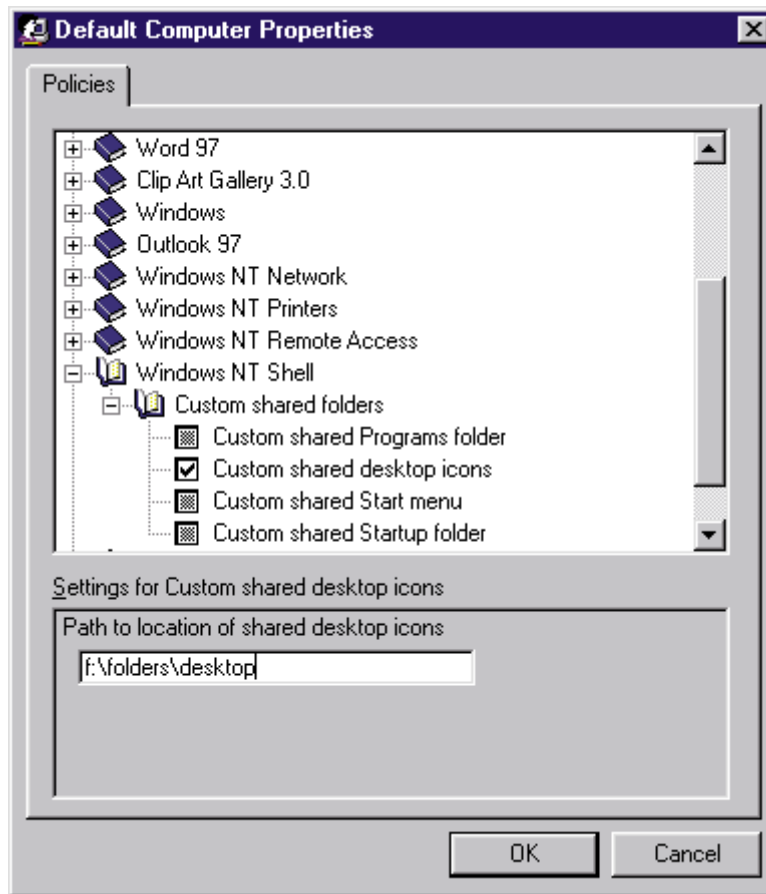 Default Computer Properties
Policies
Word 97
Clip Art Gallery 3.0
Windows
Outlook 97
Windows NT Network
Windows NT Printers
Windows NT Remote Access
Windows NT Shell
Custom shared folders
Custom shared Programs folder
Custom shared desktop icons
Custom shared Start menu
Custom shared Startup folder
Settings for Custom shared desktop icons
Path to location of shared desktop icons
f:\folders\desktop
OK Cancel